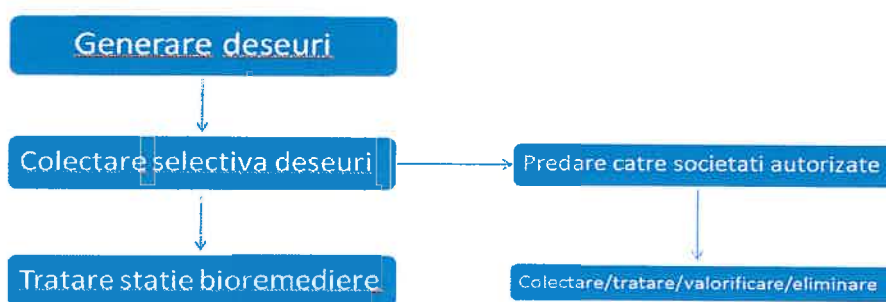 Generare deseuri
Colectare selectiva deseuri
Predare catre societati autorizate
Tratare statie bioremediere
Colectare/tratare/valorificare/eliminare